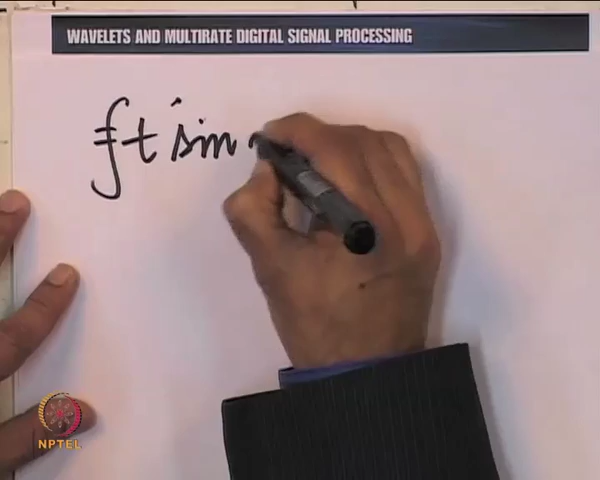 WAVELETS AND MULTIRATE DIGITAL SIGNAL PROCESSING
ft sin
NPTEL